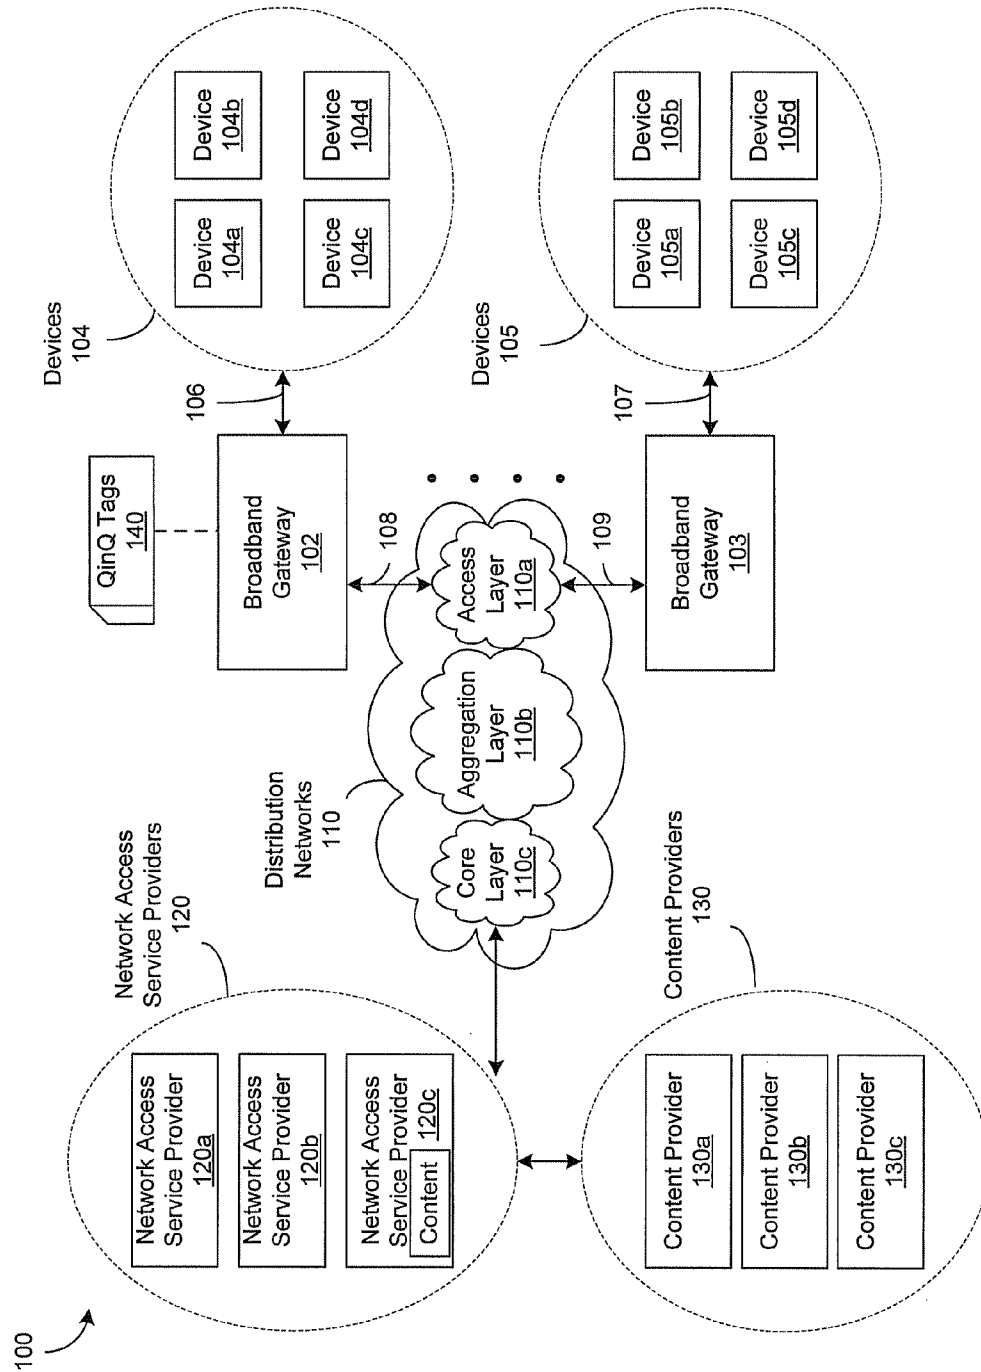 100
Network Access
Service Providers
120
Network Access
Service Provider
120a
Network Access
Service Provider
120b
Network Access
Service Provider
120c
Content
Content Providers
130
Content Provider
130a
Content Provider
130b
Content Provider
130c
Distribution
Networks
110
Core
Layer
110c
Aggregation
Layer
110b
Access
Layer
110a
108
109
QinQ Tags
140
Broadband
Gateway
102
Broadband
Gateway
103
106
107
Devices
104
Device
104a
Device
104b
Device
104c
Device
104d
Devices
105
Device
105a
Device
105b
Device
105c
Device
105d